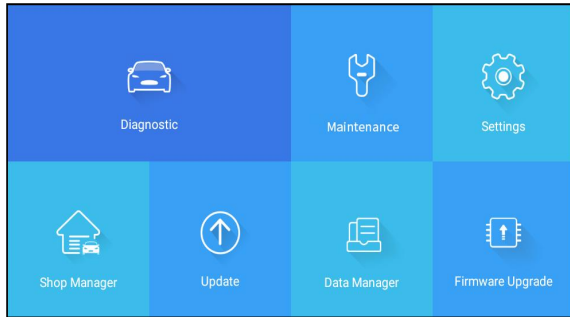 Diagnostic
Maintenance
Settings
Shop Manager
Update
Data Manager
Firmware Upgrade